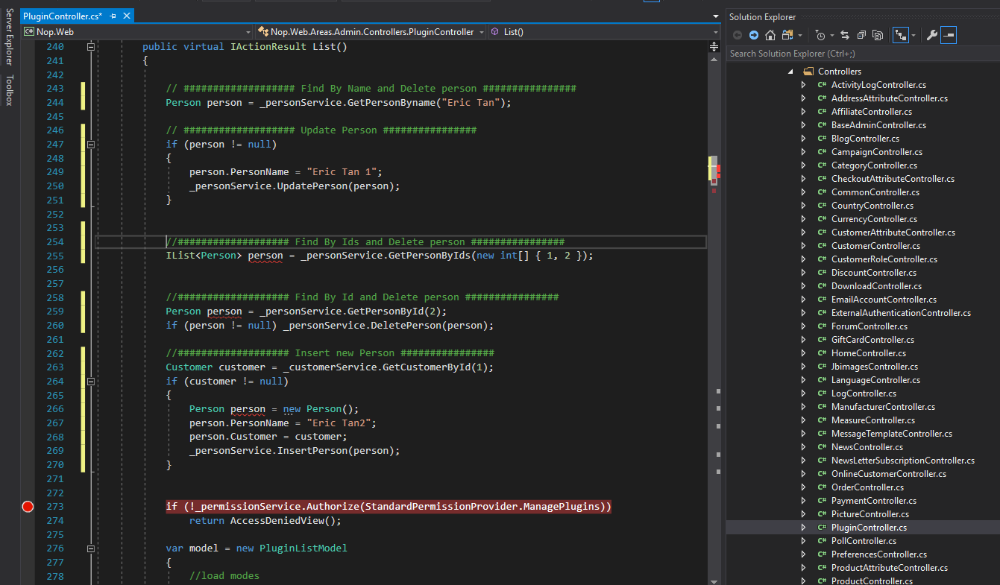 Server Explorer
Toolbox
PluginController.cs*
Nop.Web
Nop.Web.Areas.Admin.Controllers.PluginController
List()
240 public virtual IActionResult List()
241 {
242
243 // ################### Find By Name and Delete person ################
244 Person person = _personService.GetPersonByname("Eric Tan");
245
246 // ################### Update Person ################
247 if (person != null)
248 {
249 person.PersonName = "Eric Tan 1";
250 _personService.UpdatePerson(person);
251 }
252
253
254 //################### Find By Ids and Delete person ################
255 IList<Person> person = _personService.GetPersonByIds(new int[] { 1, 2 });
256
257
258 //################### Find By Id and Delete person ################
259 Person person = _personService.GetPersonById(2);
260 if (person != null) _personService.DeletePerson(person);
261
262 //################### Insert new Person ################
263 Customer customer = _customerService.GetCustomerById(1);
264 if (customer != null)
265 {
266 Person person = new Person();
267 person.PersonName = "Eric Tan2";
268 person.Customer = customer;
269 _personService.InsertPerson(person);
270 }
271
272
273 if (!_permissionService.Authorize(StandardPermissionProvider.ManagePlugins))
274 return AccessDeniedView();
275
276 var model = new PluginListModel
277 {
278 //load modes
Solution Explorer
Search Solution Explorer (Ctrl+;)
Controllers
C# ActivityLogController.cs
C# AddressAttributeController.cs
C# AffiliateController.cs
C# BaseAdminController.cs
C# BlogController.cs
C# CampaignController.cs
C# CategoryController.cs
C# CheckoutAttributeController.cs
C# CommonController.cs
C# CountryController.cs
C# CurrencyController.cs
C# CustomerAttributeController.cs
C# CustomerController.cs
C# CustomerRoleController.cs
C# DiscountController.cs
C# DownloadController.cs
C# EmailAccountController.cs
C# ExternalAuthenticationController.cs
C# ForumController.cs
C# GiftCardController.cs
C# HomeController.cs
C# JbimagesController.cs
C# LanguageController.cs
C# LogController.cs
C# ManufacturerController.cs
C# MeasureController.cs
C# MessageTemplateController.cs
C# NewsController.cs
C# NewsLetterSubscriptionController.cs
C# OnlineCustomerController.cs
C# OrderController.cs
C# PaymentController.cs
C# PictureController.cs
C# PluginController.cs
C# PollController.cs
C# PreferencesController.cs
C# ProductAttributeController.cs
C# ProductController.cs